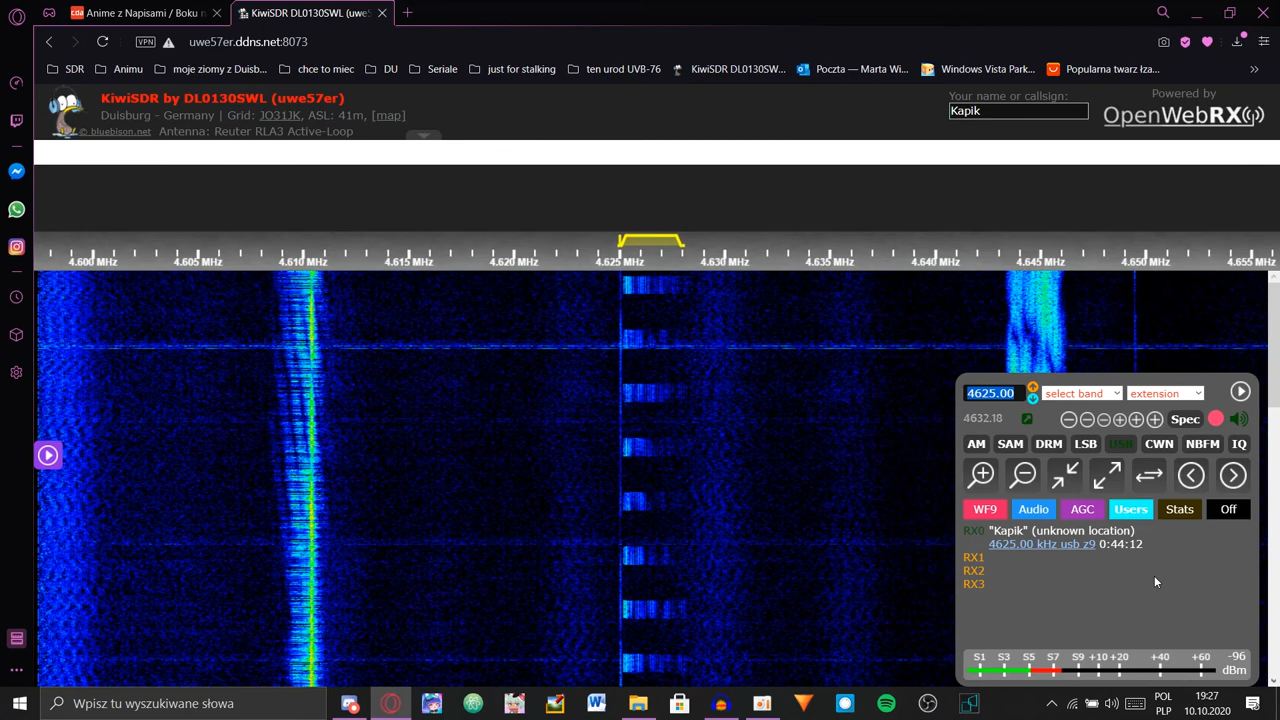 Anime z Napisami / Boku n
KiwiSDR DL0130SWL (uwe5
VPN
uwe57er.ddns.net:8073
SDR
Animu
moje ziomy z Duisb...
chce to miec
DU
Seriale
just for stalking
ten urod UVB-76
KiwiSDR DL0130SW...
Poczta — Marta Wi...
Windows Vista Park...
Popularna twarz łza...
KiwiSDR by DL0130SWL (uwe57er)
Duisburg - Germany | Grid: JO31JK, ASL: 41m, [map]
© bluebison.net
Antenna: Reuter RLA3 Active-Loop
Your name or callsign:
Kapik
Powered by
OpenWebRX
4.600 MHz 4.605 MHz 4.610 MHz 4.615 MHz 4.620 MHz 4.625 MHz 4.630 MHz 4.635 MHz 4.640 MHz 4.645 MHz 4.650 MHz 4.655 MHz
4625.00
select band
extension
4632.18
Spec
AM SAM DRM LSB USB CWN NBFM IQ
WF9 Audio AGC Users Stats Off
RX0 "Kapik" (unknown location)
4625.00 kHz usb z9 0:44:12
RX1
RX2
RX3
S1 S3 S5 S7 S9 +10 +20 +40 +60
-96
dBm
Wpisz tu wyszukiwane słowa
POL
PLP
19:27
10.10.2020